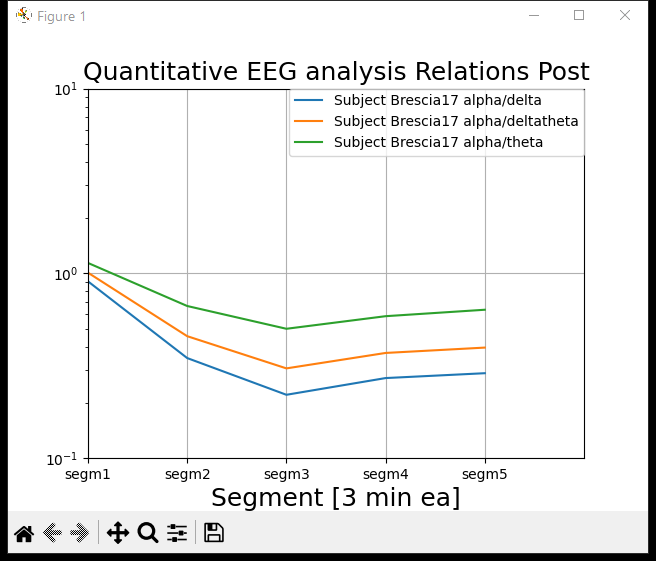 Figure 1
Quantitative EEG analysis Relations Post
10¹
Subject Brescia17 alpha/delta
Subject Brescia17 alpha/deltatheta
Subject Brescia17 alpha/theta
10⁰
10⁻¹
segm1 segm2 segm3 segm4 segm5
Segment [3 min ea]